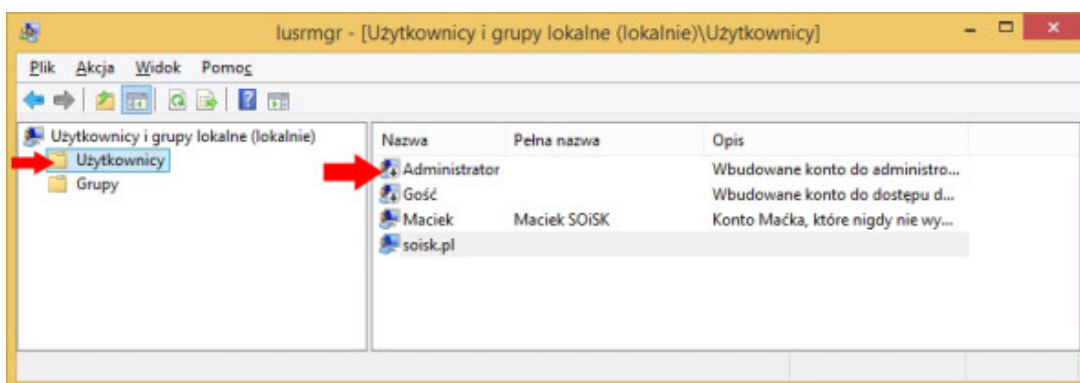 lusrmgr - [Użytkownicy i grupy lokalne (lokalnie)\Użytkownicy]
Plik Akcja Widok Pomoc
Użytkownicy i grupy lokalne (lokalnie)
Użytkownicy
Grupy
Nazwa Pełna nazwa Opis
Administrator Wbudowane konto do administro...
Gość Wbudowane konto do dostępu d...
Maciek Maciek SOiSK Konto Maćka, które nigdy nie wy...
soisk.pl